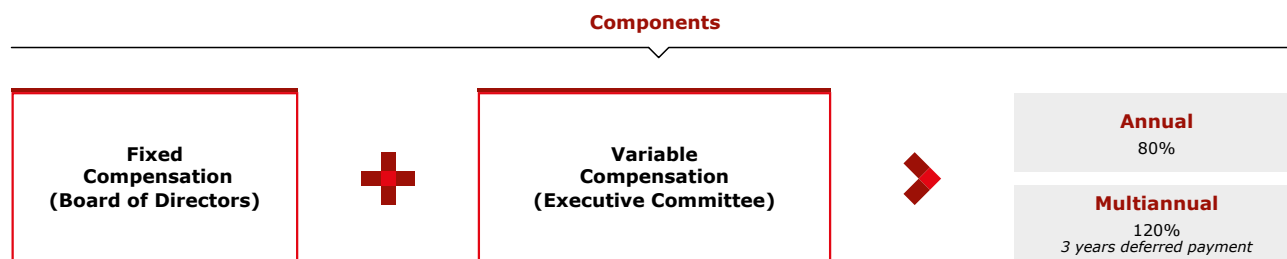 Components
Fixed
Compensation
(Board of Directors)
Variable
Compensation
(Executive Committee)
Annual
80%
Multiannual
120%
3 years deferred payment